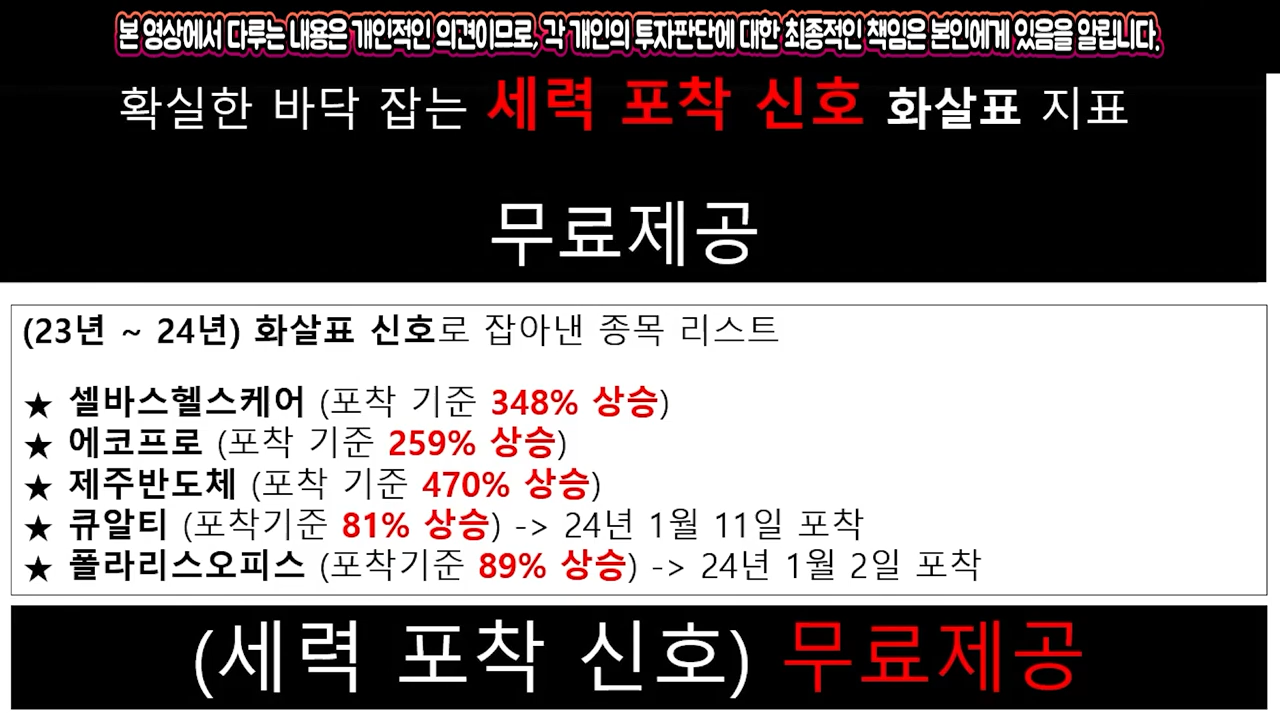 본 영상에서 다루는 내용은 개인적인 의견이므로, 각 개인의 투자판단에 대한 최종적인 책임은 본인에게 있음을 알립니다.
확실한 바닥 잡는 세력 포착 신호 화살표 지표
무료제공
(23년 ~ 24년) 화살표 신호로 잡아낸 종목 리스트
★ 셀바스헬스케어 (포착 기준 348% 상승)
★ 에코프로 (포착 기준 259% 상승)
★ 제주반도체 (포착 기준 470% 상승)
★ 큐알티 (포착기준 81% 상승) -> 24년 1월 11일 포착
★ 폴라리스오피스 (포착기준 89% 상승) -> 24년 1월 2일 포착
(세력 포착 신호) 무료제공